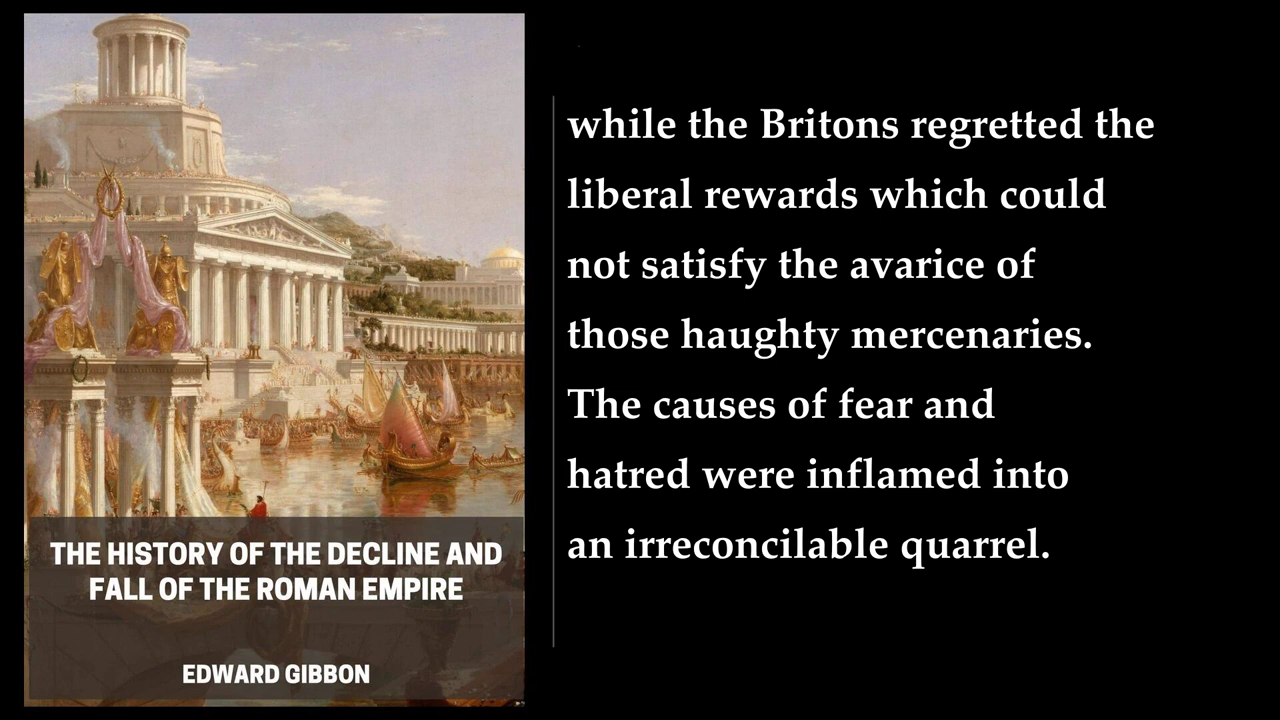 while the Britons regretted the
liberal rewards which could
not satisfy the avarice of
those haughty mercenaries.
The causes of fear and
hatred were inflamed into
an irreconcilable quarrel.
THE HISTORY OF THE DECLINE AND
FALL OF THE ROMAN EMPIRE
EDWARD GIBBON